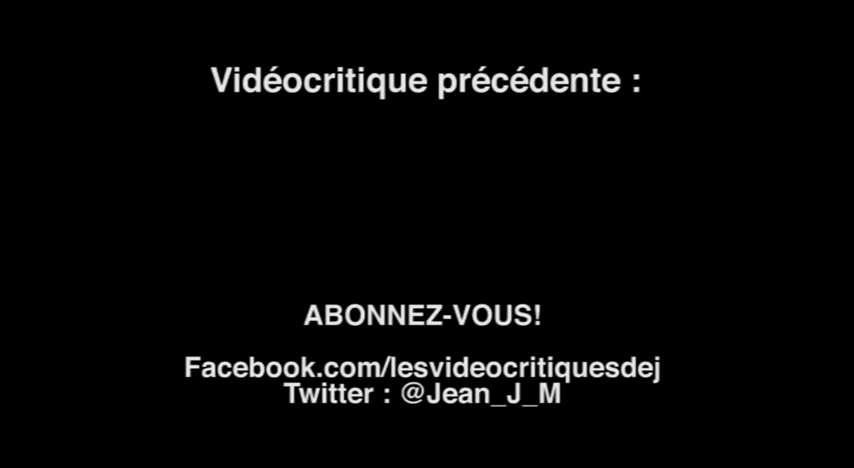 Vidéocritique précédente :
ABONNEZ-VOUS!
Facebook.com/lesvideocritiquesdej
Twitter : @Jean_J_M